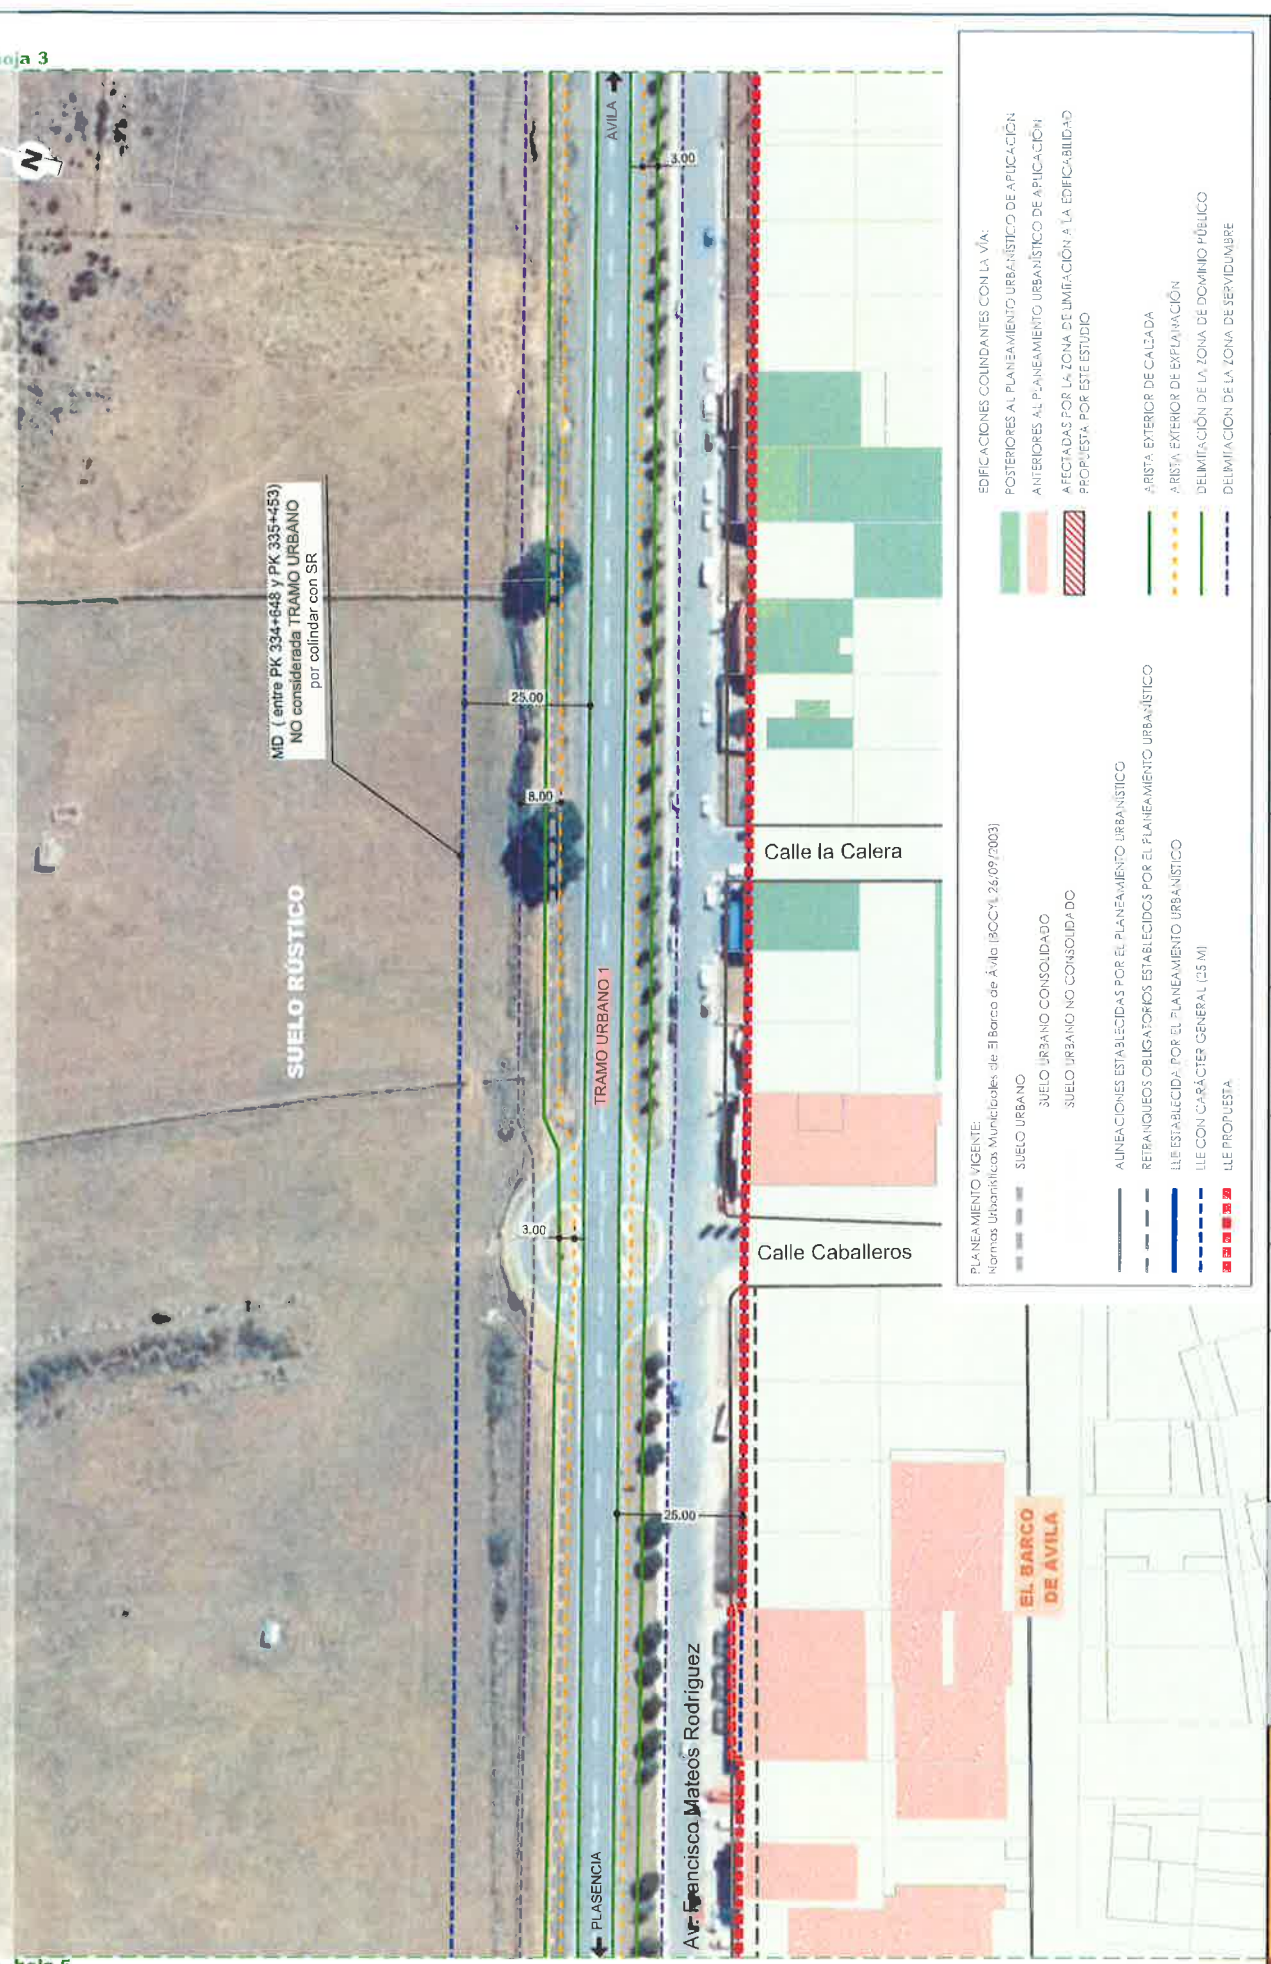 hoja 3
N
AVILA
3.00
MD ( entre PK 334+648 y PK 335+453)
NO considerada TRAMO URBANO
por colindar con SR
25.00
8.00
Calle la Calera
SUELO RÚSTICO
TRAMO URBANO 1
3.00
Calle Caballeros
25.00
EL BARCO
DE AVILA
Av. Francisco Mateos Rodríguez
PLASENCIA
hoja 5
PLANEAMIENTO VIGENTE:
Normas Urbanísticas Municipales de El Barco de Ávila (BOCYL 26/09/2003)
SUELO URBANO
SUELO URBANO CONSOLIDADO
SUELO URBANO NO CONSOLIDADO
ALINEACIONES ESTABLECIDAS POR EL PLANEAMIENTO URBANÍSTICO
RETRANQUEOS OBLIGATORIOS ESTABLECIDOS POR EL PLANEAMIENTO URBANÍSTICO
LLE ESTABLECIDA POR EL PLANEAMIENTO URBANÍSTICO
LLE CON CARÁCTER GENERAL (25 M)
LLE PROPUESTA
EDIFICACIONES COLINDANTES CON LA VÍA:
POSTERIORES AL PLANEAMIENTO URBANÍSTICO DE APLICACIÓN
ANTERIORES AL PLANEAMIENTO URBANÍSTICO DE APLICACIÓN
AFECTADAS POR LA ZONA DE LIMITACIÓN A LA EDIFICABILIDAD
PROPUESTA POR ESTE ESTUDIO
ARISTA EXTERIOR DE CALZADA
ARISTA EXTERIOR DE EXPLANACIÓN
DELIMITACIÓN DE LA ZONA DE DOMINIO PÚBLICO
DELIMITACION DE LA ZONA DE SERVIDUMBRE